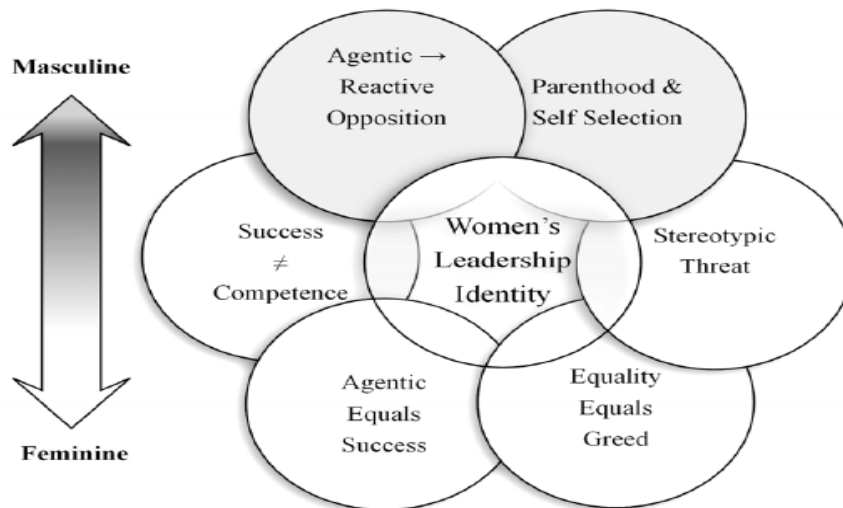 Masculine
Feminine
Agentic →
Reactive
Opposition
Parenthood &
Self Selection
Success
≠
Competence
Women's
Leadership
Identity
Stereotypic
Threat
Agentic
Equals
Success
Equality
Equals
Greed